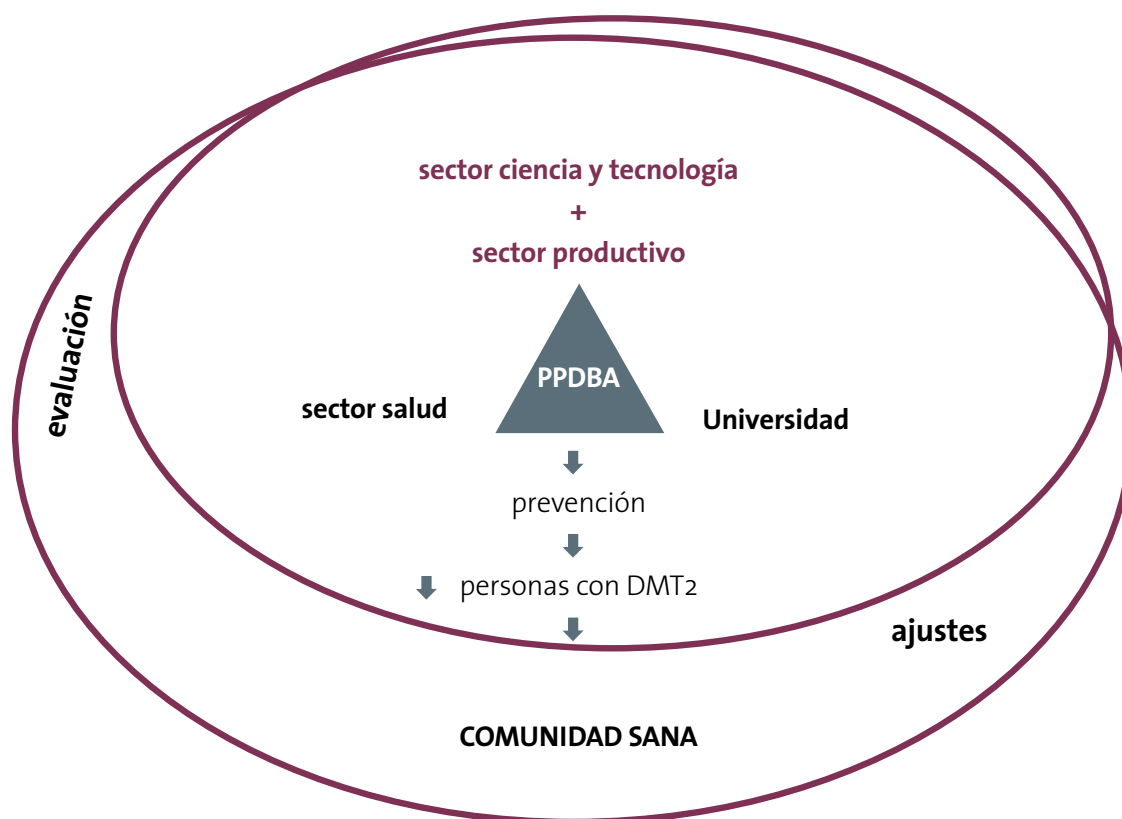 sector ciencia y tecnología
+
sector productivo
evaluación
PPDBA
sector salud
Universidad
prevención
personas con DMT2
ajustes
COMUNIDAD SANA